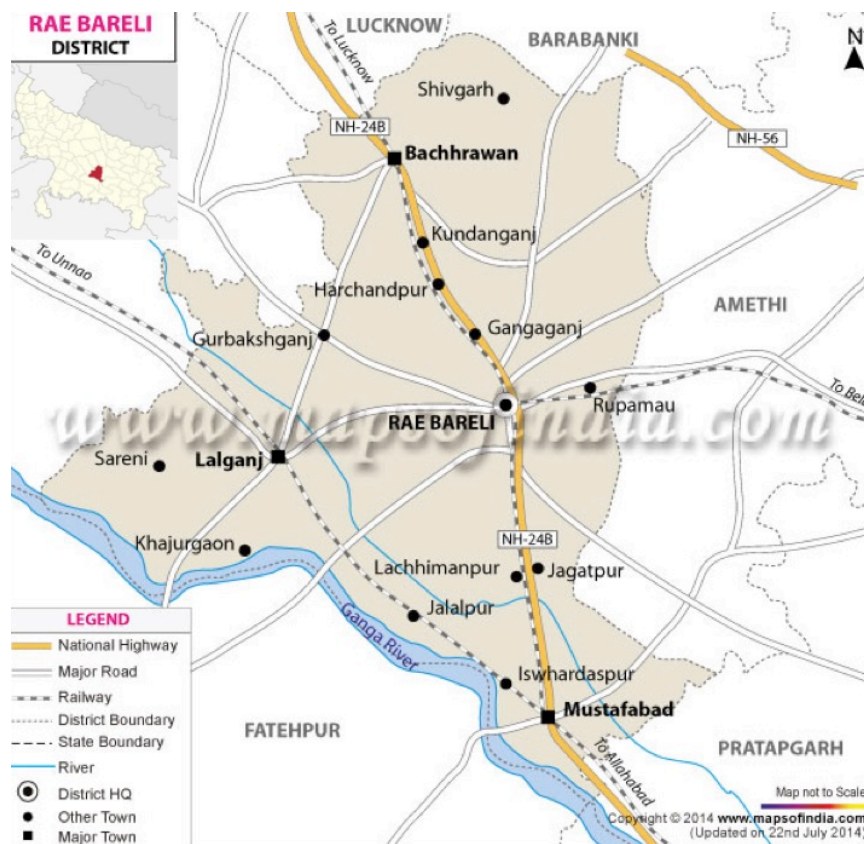 RAE BARELI
DISTRICT
LUCKNOW
BARABANKI
N
To Lucknow
Shivgarh
NH-24B
NH-56
Bachhrawan
Kundanganj
To Unnao
Harchandpur
AMETHI
Gangaganj
Gurbakshganj
Rupamau
To Bela
www.mapsofindia.com
RAE BARELI
Sareni
Lalganj
NH-24B
Khajurgaon
Lachhimanpur
Jagatpur
Jalalpur
Ganga River
Iswhardaspur
Mustafabad
FATEHPUR
PRATAPGARH
To Allahabad
LEGEND
National Highway
Major Road
Railway
District Boundary
State Boundary
River
District HQ
Other Town
Major Town
Map not to Scale
Copyright © 2014 www.mapsofindia.com
(Updated on 22nd July 2014)